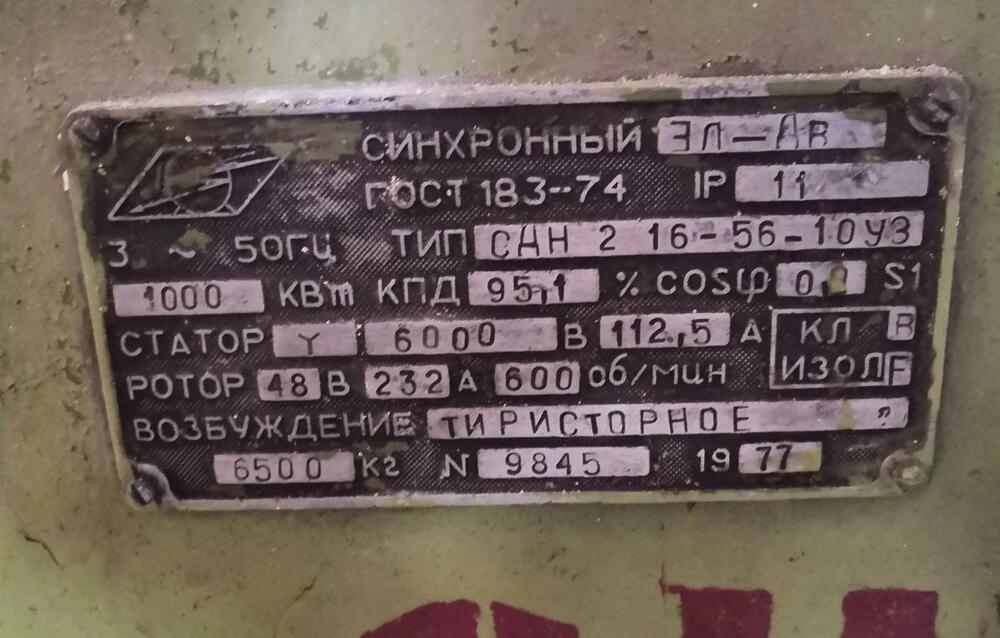 СИНХРОННЫЙ ЭЛ-ДВ
ГОСТ 183-74 IP 11
3 ~ 50ГЦ ТИП СДН 2 16-56-10У3
1000 КВт КПД 95,1 % COSφ S1
СТАТОР Y 6000 В 112,5 А КЛ В
РОТОР 48 В 232 А 600 об/мин ИЗОЛ F
ВОЗБУЖДЕНИЕ ТИРИСТОРНОЕ
6500 кг N 9845 19 77